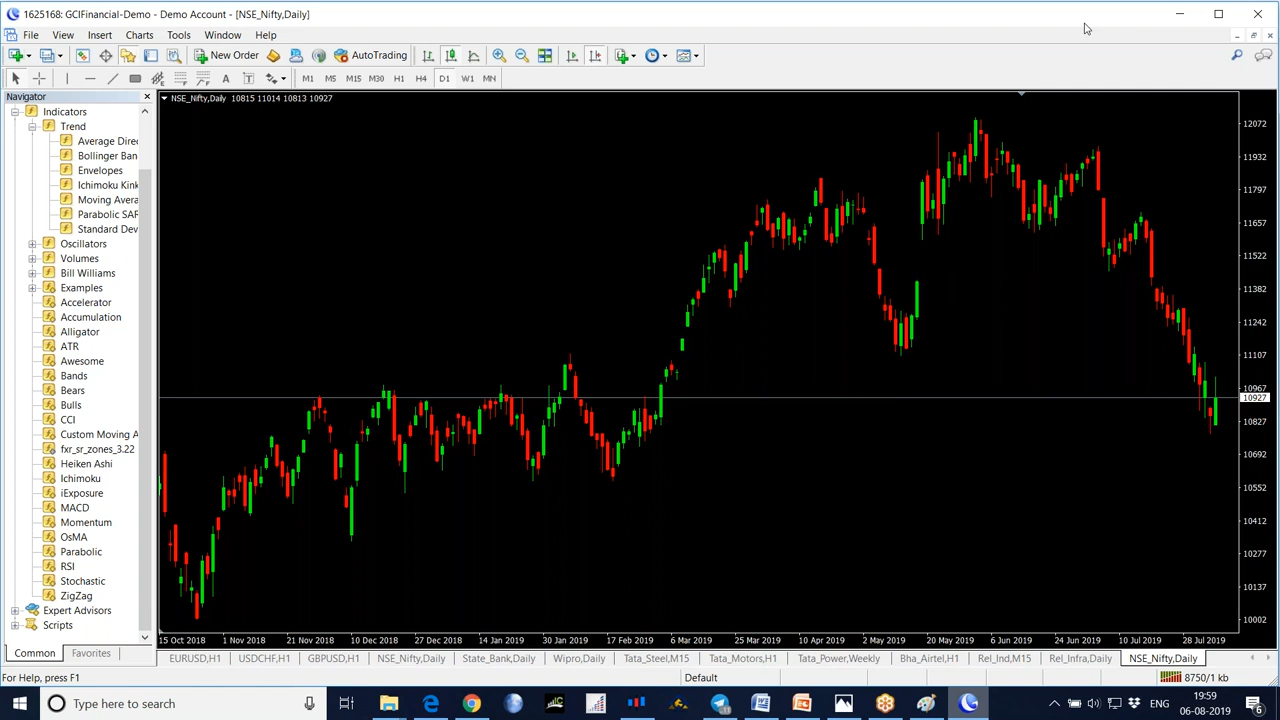 1625168: GCIFinancial-Demo - Demo Account - [NSE_Nifty,Daily]
File View Insert Charts Tools Window Help
New Order AutoTrading
A T M1 M5 M15 M30 H1 H4 D1 W1 MN
Navigator
Indicators
Trend
Average Direc
Bollinger Ban
Envelopes
Ichimoku Kink
Moving Avera
Parabolic SAR
Standard Dev
Oscillators
Volumes
Bill Williams
Examples
Accelerator
Accumulation
Alligator
ATR
Awesome
Bands
Bears
Bulls
CCI
Custom Moving A
fxr_sr_zones_3.22
Heiken Ashi
Ichimoku
iExposure
MACD
Momentum
OsMA
Parabolic
RSI
Stochastic
ZigZag
Expert Advisors
Scripts
Common Favorites
NSE_Nifty,Daily 10815 11014 10813 10927
12072
11932
11797
11657
11522
11382
11242
11107
10967
10927
10827
10692
10552
10412
10277
10137
10002
15 Oct 2018 1 Nov 2018 21 Nov 2018 10 Dec 2018 27 Dec 2018 14 Jan 2019 30 Jan 2019 17 Feb 2019 6 Mar 2019 25 Mar 2019 10 Apr 2019 2 May 2019 20 May 2019 6 Jun 2019 24 Jun 2019 10 Jul 2019 28 Jul 2019
EURUSD,H1 USDCHF,H1 GBPUSD,H1 NSE_Nifty,Daily State_Bank,Daily Wipro,Daily Tata_Steel,M15 Tata_Motors,H1 Tata_Power,Weekly Bha_Airtel,H1 Rel_Ind,M15 Rel_Infra,Daily NSE_Nifty,Daily
For Help, press F1 Default 8750/1 kb
Type here to search ENG 19:59
06-08-2019 6